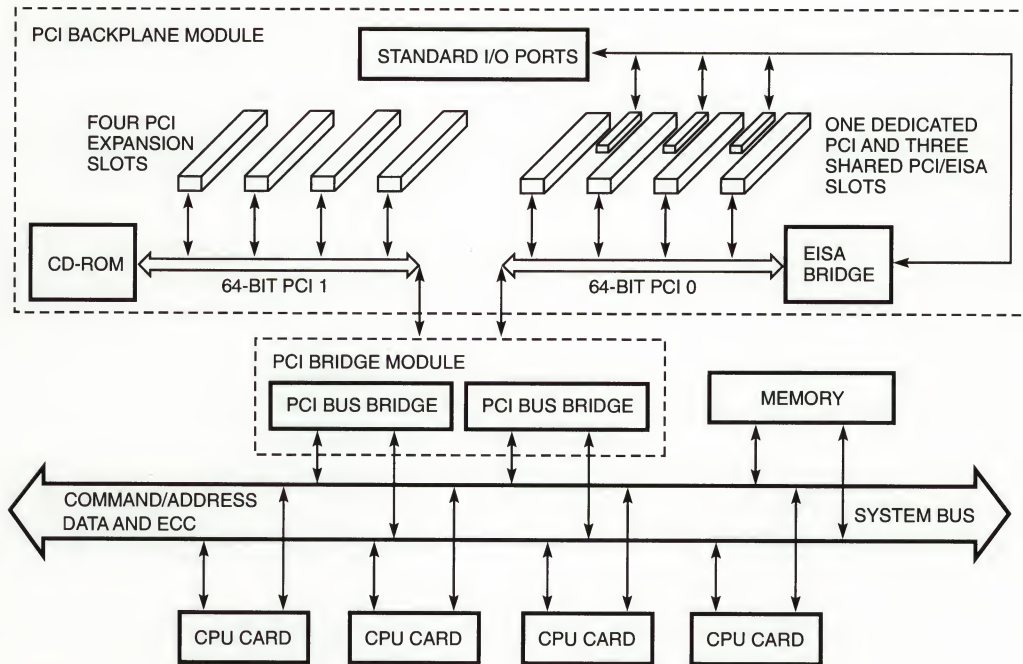 PCI BACKPLANE MODULE
STANDARD I/O PORTS
FOUR PCI
EXPANSION
SLOTS
ONE DEDICATED
PCI AND THREE
SHARED PCI/EISA
SLOTS
CD-ROM
64-BIT PCI 1
64-BIT PCI 0
EISA
BRIDGE
PCI BRIDGE MODULE
PCI BUS BRIDGE
PCI BUS BRIDGE
MEMORY
COMMAND/ADDRESS
DATA AND ECC
SYSTEM BUS
CPU CARD
CPU CARD
CPU CARD
CPU CARD